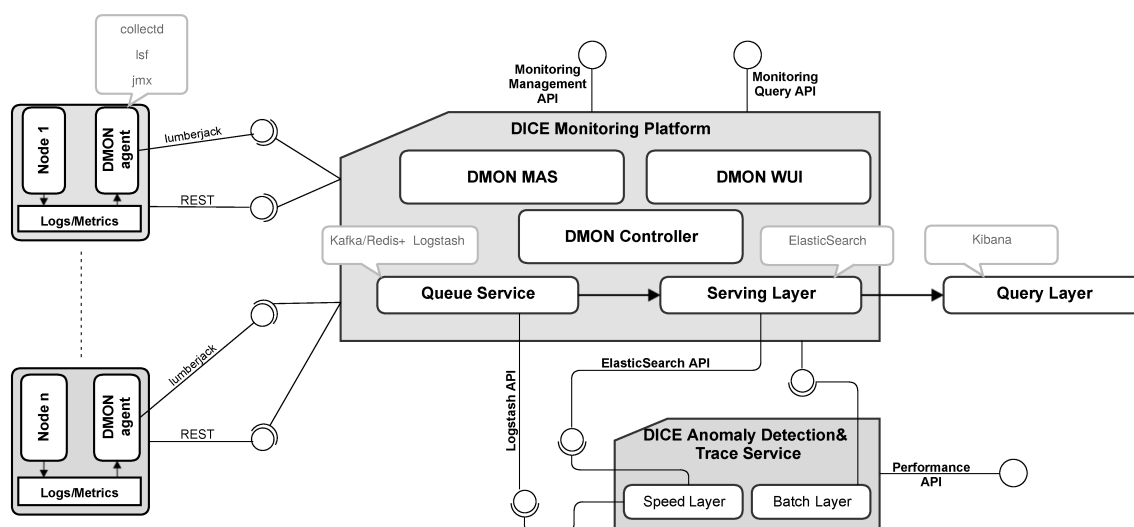 collectd
lsf
jmx
Monitoring
Management
API
Monitoring
Query API
lumberjack
Node 1
DMON
agent
REST
Logs/Metrics
DICE Monitoring Platform
DMON MAS
DMON WUI
DMON Controller
Kafka/Redis+ Logstash
ElasticSearch
Kibana
Queue Service
Serving Layer
Query Layer
lumberjack
Node n
DMON
agent
REST
Logs/Metrics
Logstash API
ElasticSearch API
DICE Anomaly Detection&
Trace Service
Speed Layer
Batch Layer
Performance
API